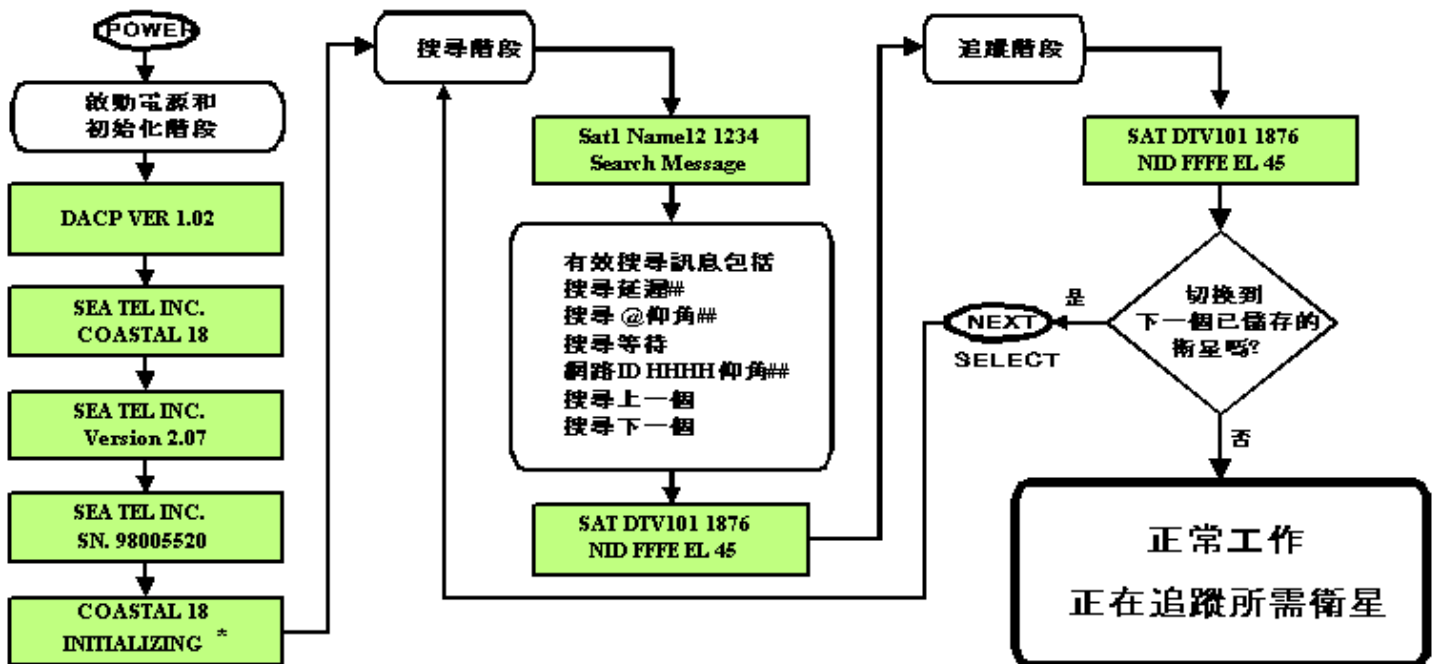 POWER
啟動電源和
初始化階段
DACP VER 1.02
SEA TEL INC.
COASTAL 18
SEA TEL INC.
Version 2.07
SEA TEL INC.
SN. 98005520
COASTAL 18
INITIALIZING *
搜尋階段
Sat1 Name12 1234
Search Message
有效搜尋訊息包括
搜尋延遲##
搜尋@仰角##
搜尋等待
網路ID HHHH仰角##
搜尋上一個
搜尋下一個
SAT DTV101 1876
NID FFFE EL 45
追蹤階段
SAT DTV101 1876
NID FFFE EL 45
切換到
下一個已儲存的
衛星嗎?
是
NEXT
SELECT
否
正常工作
正在追蹤所需衛星